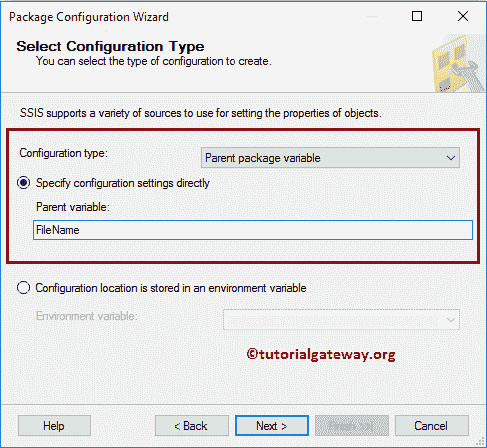 Package Configuration Wizard
Select Configuration Type
You can select the type of configuration to create.
SSIS supports a variety of sources to use for setting the properties of objects.
Configuration type:
Parent package variable
Specify configuration settings directly
Parent variable:
FileName
Configuration location is stored in an environment variable
Environment variable:
©tutorialgateway.org
Help
< Back
Next >
Finish >>|
Cancel